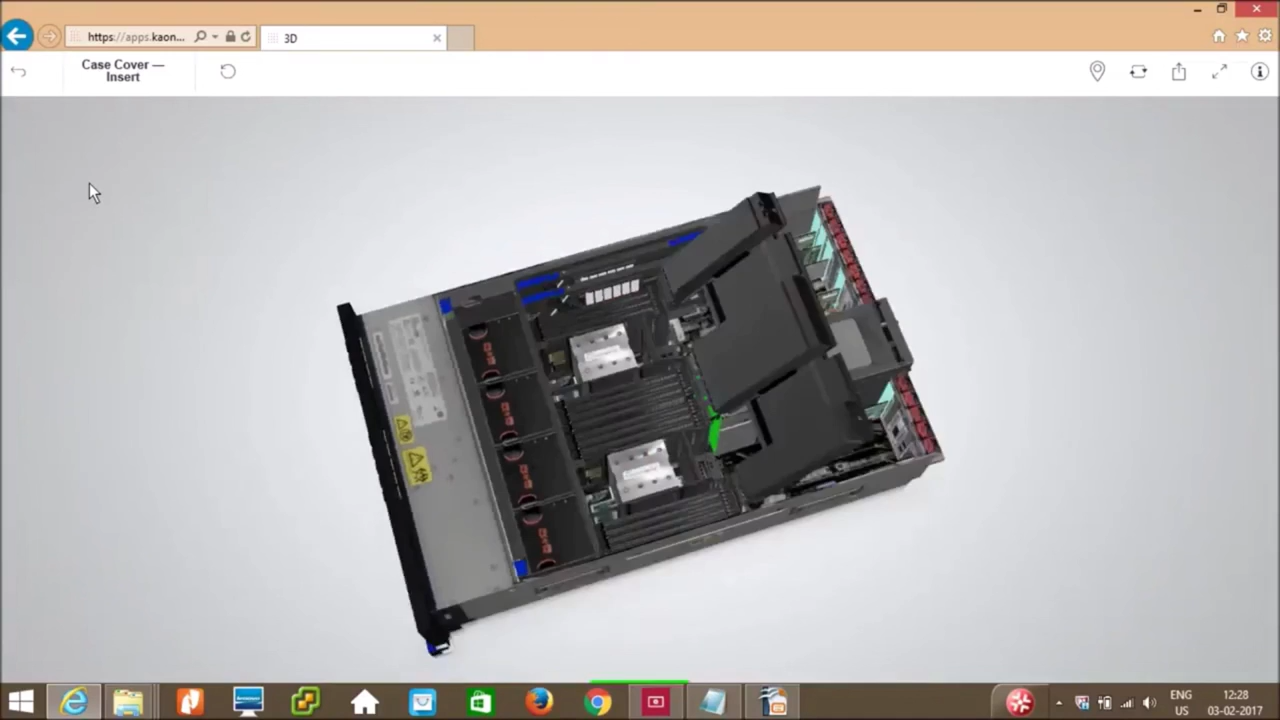 https://apps.kaon...
3D
Case Cover —
Insert
ENG
US
12:28
03-02-2017